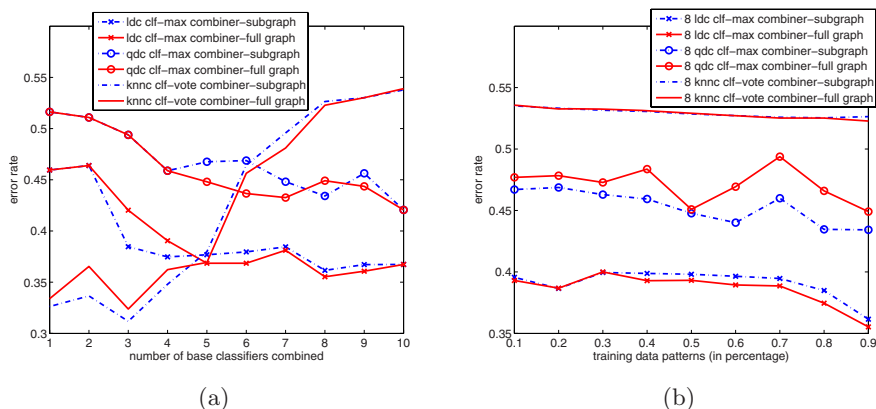 ldc clf-max combiner-subgraph
ldc clf-max combiner-full graph
qdc clf-max combiner-subgraph
qdc clf-max combiner-full graph
knnc clf-vote combiner-subgraph
knnc clf-vote combiner-full graph
0.55
0.5
0.45
0.4
0.35
0.3
error rate
1 2 3 4 5 6 7 8 9 10
number of base classifiers combined
(a)
8 ldc clf-max combiner-subgraph
8 ldc clf-max combiner-full graph
8 qdc clf-max combiner-subgraph
8 qdc clf-max combiner-full graph
8 knnc clf-vote combiner-subgraph
8 knnc clf-vote combiner-full graph
0.6
0.55
0.5
0.45
0.4
0.35
error rate
0.1 0.2 0.3 0.4 0.5 0.6 0.7 0.8 0.9
training data patterns (in percentage)
(b)